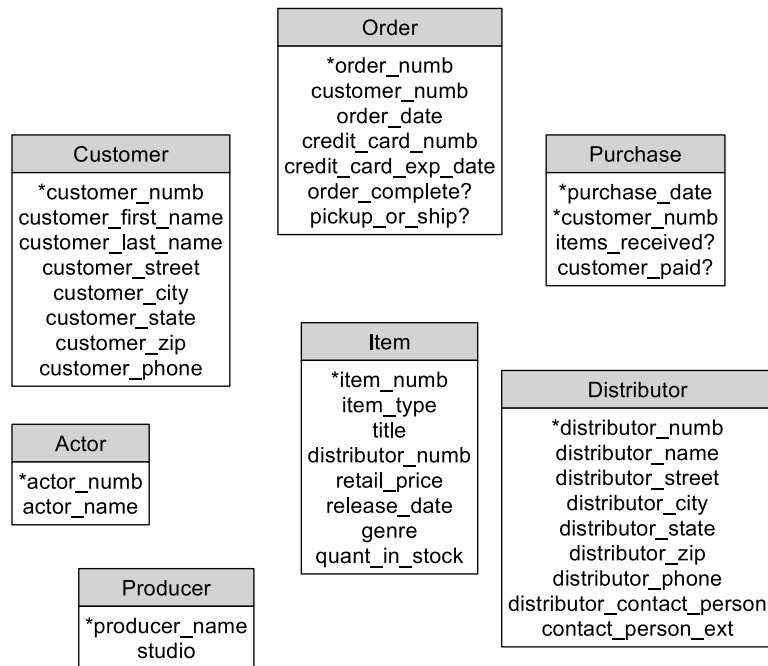 Order
*order_numb
customer_numb
order_date
credit_card_numb
credit_card_exp_date
order_complete?
pickup_or_ship?
Customer
*customer_numb
customer_first_name
customer_last_name
customer_street
customer_city
customer_state
customer_zip
customer_phone
Purchase
*purchase_date
*customer_numb
items_received?
customer_paid?
Item
*item_numb
item_type
title
distributor_numb
retail_price
release_date
genre
quant_in_stock
Distributor
*distributor_numb
distributor_name
distributor_street
distributor_city
distributor_state
distributor_zip
distributor_phone
distributor_contact_person
contact_person_ext
Actor
*actor_numb
actor_name
Producer
*producer_name
studio